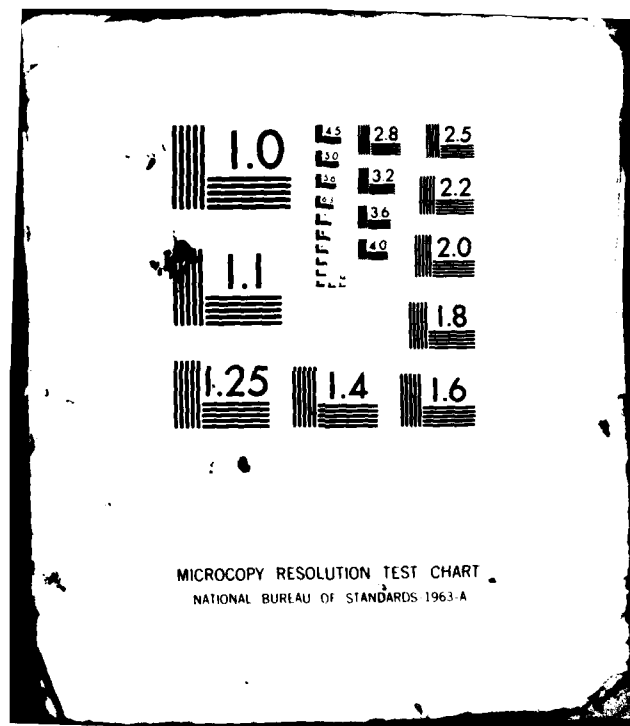 1.0
4.5 2.8 2.5
5.0
5.6 3.2 2.2
6.3
3.6
1.1 4.0 2.0
1.8
1.25 1.4 1.6
MICROCOPY RESOLUTION TEST CHART
NATIONAL BUREAU OF STANDARDS-1963-A